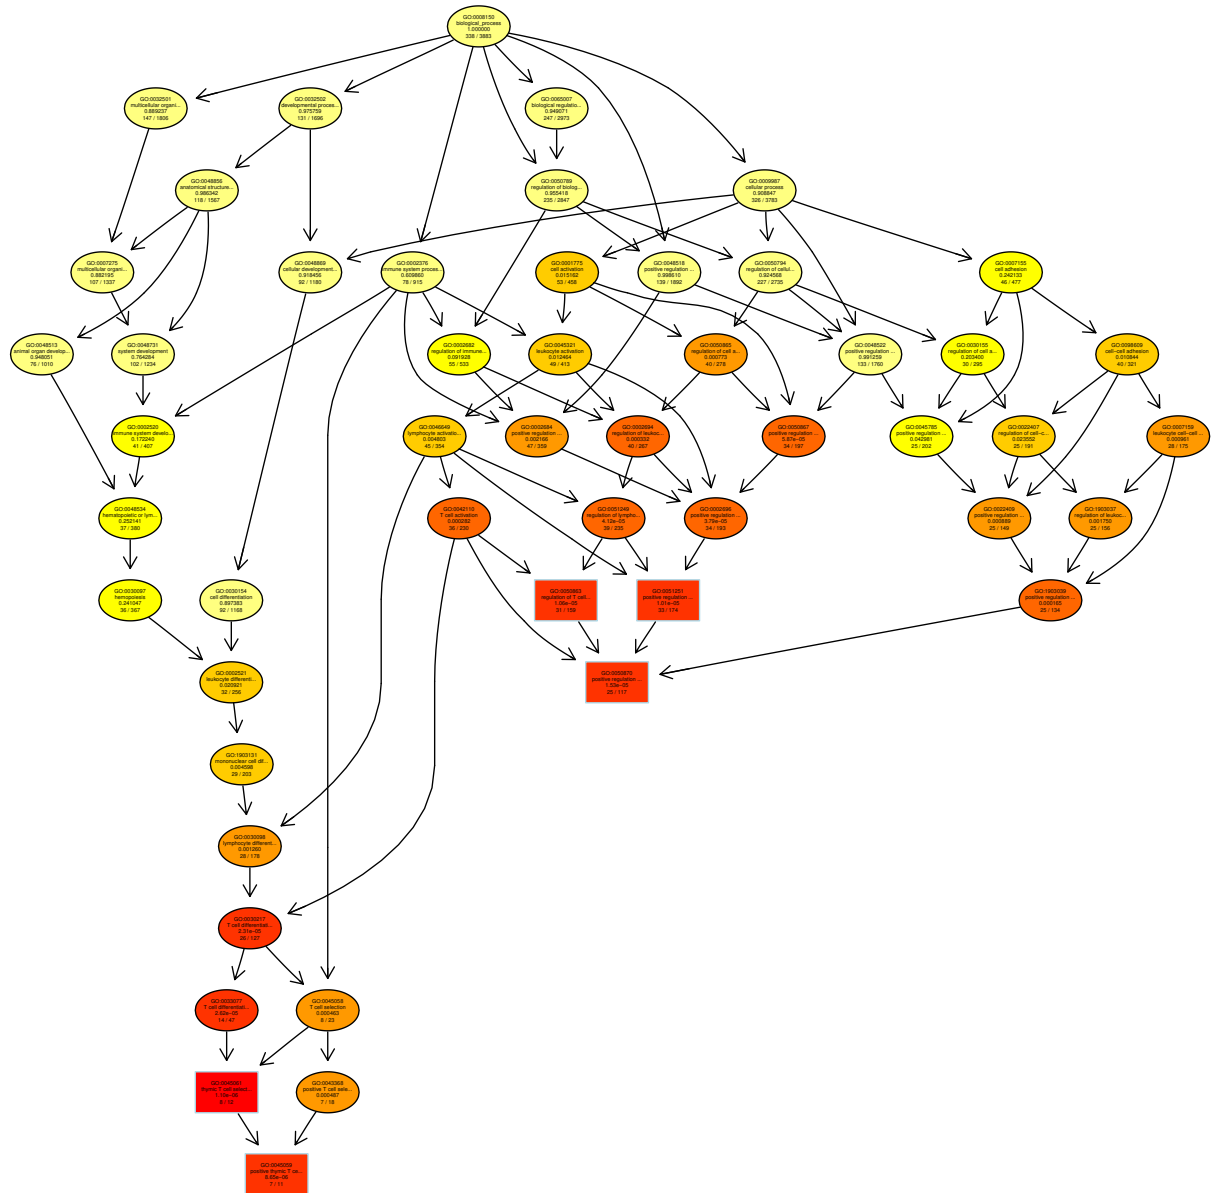 GO:0008150
biological_process
1.000000
338 / 3883
GO:0032501
multicellular organi...
0.889237
147 / 1806
GO:0032502
developmental proces...
0.975759
131 / 1696
GO:0065007
biological regulatio...
0.949071
247 / 2973
GO:0048856
anatomical structure...
0.986342
118 / 1567
GO:0050789
regulation of biolog...
0.955418
235 / 2847
GO:0009987
cellular process
0.908847
326 / 3783
GO:0007275
multicellular organi...
0.882195
107 / 1337
GO:0048869
cellular development...
0.918456
92 / 1180
GO:0002376
immune system proces...
0.609860
78 / 915
GO:0001775
cell activation
0.015162
53 / 458
GO:0048518
positive regulation ...
0.998610
139 / 1892
GO:0050794
regulation of cellul...
0.924568
227 / 2735
GO:0007155
cell adhesion
0.242133
46 / 477
GO:0048513
animal organ develop...
0.948051
76 / 1010
GO:0048731
system development
0.764284
102 / 1234
GO:0002682
regulation of immune...
0.091928
55 / 533
GO:0045321
leukocyte activation
0.012464
49 / 413
GO:0050865
regulation of cell a...
0.000773
40 / 278
GO:0048522
positive regulation ...
0.991259
133 / 1760
GO:0030155
regulation of cell a...
0.203400
30 / 295
GO:0098609
cell−cell adhesion
0.010844
40 / 321
GO:0002520
immune system develo...
0.172240
41 / 407
GO:0046649
lymphocyte activatio...
0.004803
45 / 354
GO:0002684
positive regulation ...
0.002166
47 / 359
GO:0002694
regulation of leukoc...
0.000332
40 / 267
GO:0050867
positive regulation ...
5.87e−05
34 / 197
GO:0045785
positive regulation ...
0.042981
25 / 202
GO:0022407
regulation of cell−c...
0.023552
25 / 191
GO:0007159
leukocyte cell−cell ...
0.000961
28 / 175
GO:0048534
hematopoietic or lym...
0.252141
37 / 380
GO:0042110
T cell activation
0.000282
36 / 230
GO:0051249
regulation of lympho...
4.12e−05
39 / 235
GO:0002696
positive regulation ...
3.79e−05
34 / 193
GO:0022409
positive regulation ...
0.000889
25 / 149
GO:1903037
regulation of leukoc...
0.001750
25 / 156
GO:0030097
hemopoiesis
0.241047
36 / 367
GO:0030154
cell differentiation
0.897383
92 / 1168
GO:0050863
regulation of T cell...
1.06e−05
31 / 159
GO:0051251
positive regulation ...
1.01e−05
33 / 174
GO:1903039
positive regulation ...
0.000165
25 / 134
GO:0002521
leukocyte differenti...
0.020921
32 / 256
GO:0050870
positive regulation ...
1.53e−05
25 / 117
GO:1903131
mononuclear cell dif...
0.004598
29 / 203
GO:0030098
lymphocyte different...
0.001260
28 / 178
GO:0030217
T cell differentiati...
2.31e−05
26 / 127
GO:0033077
T cell differentiati...
2.62e−05
14 / 47
GO:0045058
T cell selection
0.000463
8 / 23
GO:0045061
thymic T cell select...
1.10e−06
8 / 17
GO:0043368
positive T cell sele...
0.000487
7 / 18
GO:0045059
positive thymic T ce...
8.65e−06
7 / 11